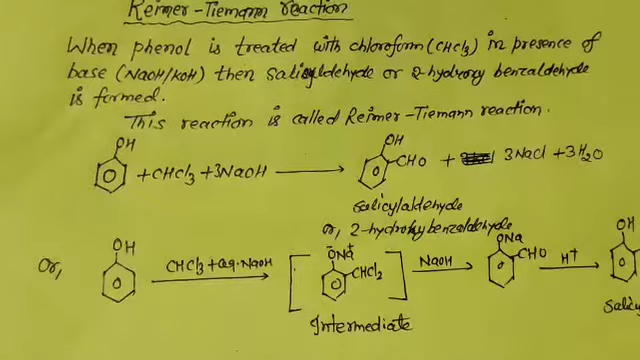 Reimer-Tiemann reaction
When phenol is treated with chloroform (CHCl3) in presence of
base (NaOH/KOH) then salicyldehyde or 2-hydroxy benzaldehyde
is formed.
This reaction is called Reimer-Tiemann reaction.
OH + CHCl3 + 3NaOH → OH CHO + 3NaCl + 3H2O
Salicylaldehyde
or, 2-hydroxybenzaldehyde
Or, OH CHCl3 + aq. NaOH → [ ŌNa⁺ CHCl2 ] NaOH → ONa CHO H⁺ → OH
Intermediate